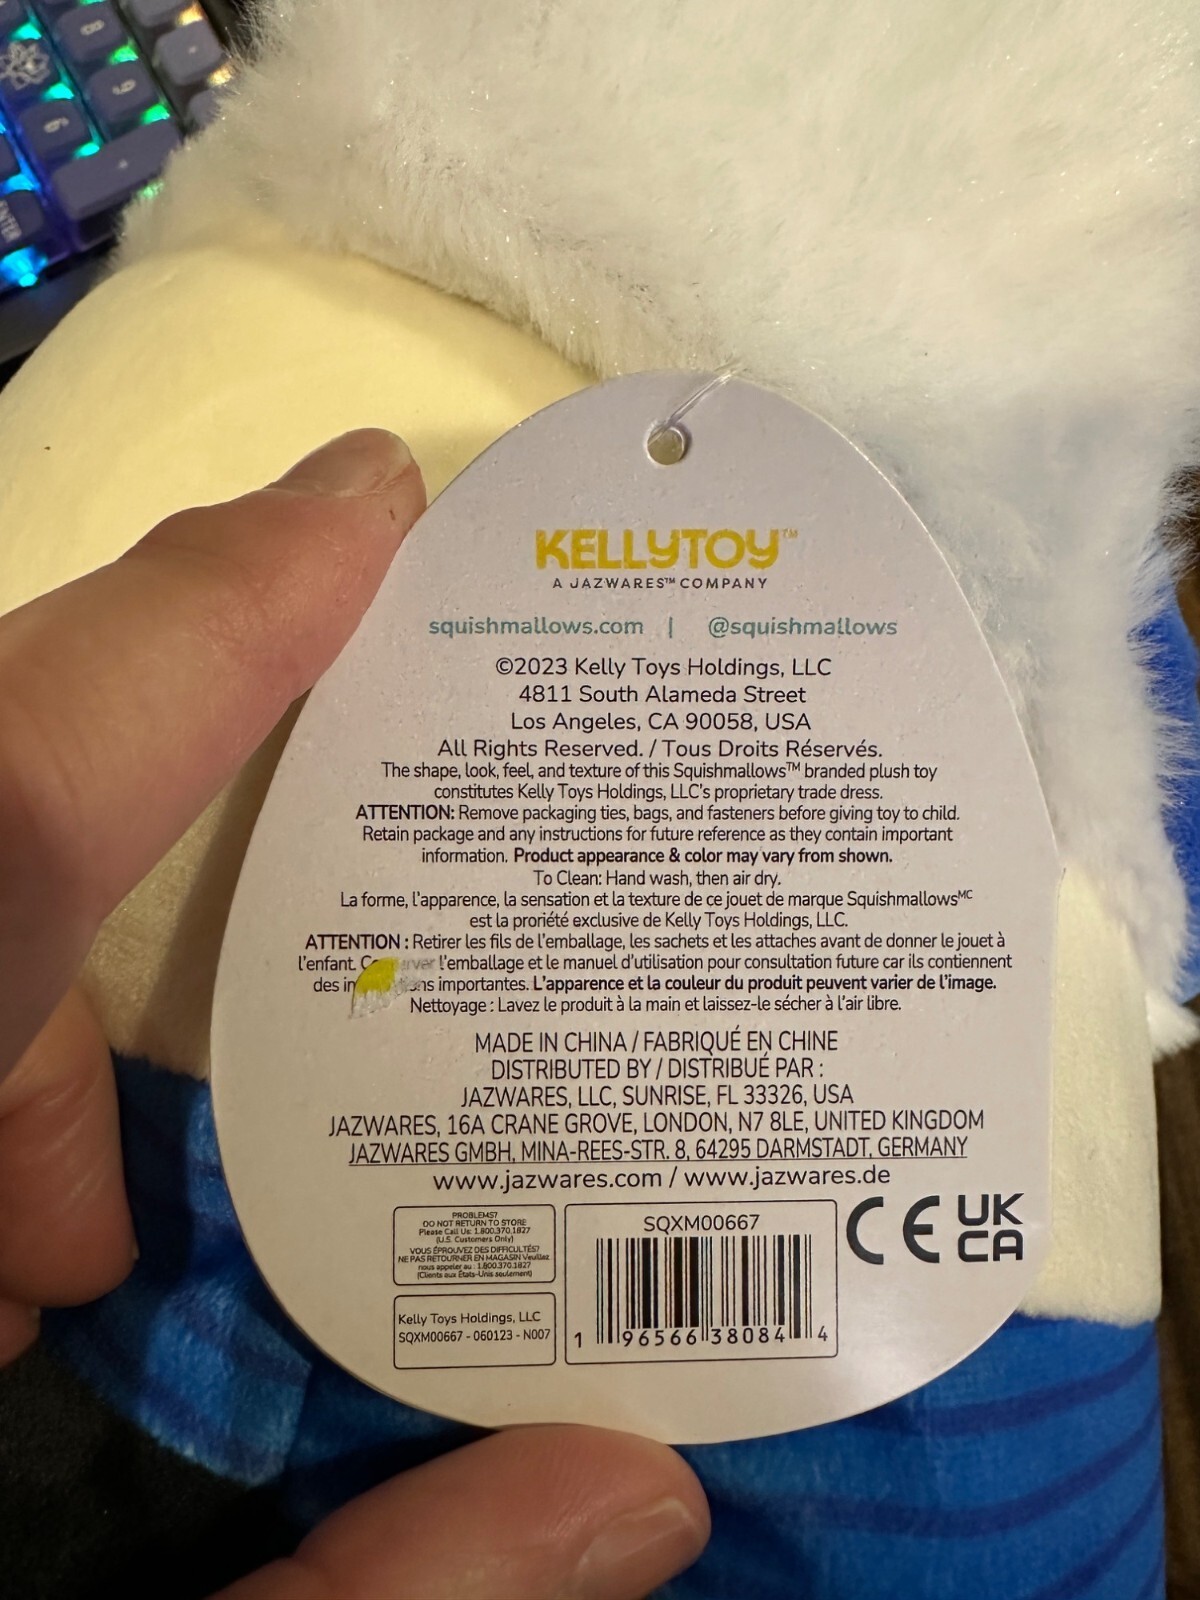 KELLYTOY™
A JAZWARES™ COMPANY
squishmallows.com | @squishmallows
©2023 Kelly Toys Holdings, LLC
4811 South Alameda Street
Los Angeles, CA 90058, USA
All Rights Reserved. / Tous Droits Réservés.
The shape, look, feel, and texture of this Squishmallows™ branded plush toy
constitutes Kelly Toys Holdings, LLC's proprietary trade dress.
ATTENTION: Remove packaging ties, bags, and fasteners before giving toy to child.
Retain package and any instructions for future reference as they contain important
information. Product appearance & color may vary from shown.
To Clean: Hand wash, then air dry.
La forme, l'apparence, la sensation et la texture de ce jouet de marque Squishmallows MC
est la proriété exclusive de Kelly Toys Holdings, LLC.
ATTENTION : Retirer les fils de l'emballage, les sachets et les attaches avant de donner le jouet à
l'enfant. l'emballage et le manuel d'utilisation pour consultation future car ils contiennent
des importantes. L'apparence et la couleur du produit peuvent varier de l'image.
Nettoyage : Lavez le produit à la main et laissez-le sécher à l'air libre.
MADE IN CHINA / FABRIQUÉ EN CHINE
DISTRIBUTED BY / DISTRIBUÉ PAR :
JAZWARES, LLC, SUNRISE, FL 33326, USA
JAZWARES, 16A CRANE GROVE, LONDON, N7 8LE, UNITED KINGDOM
JAZWARES GMBH, MINA-REES-STR. 8, 64295 DARMSTADT, GERMANY
www.jazwares.com / www.jazwares.de
PROBLEMS?
DO NOT RETURN TO STORE
Please Call Us: 1.800.370.1827
(U.S. Customers Only)
VOUS ÉPROUVEZ DES DIFFICULTÉS?
NE PAS RETOURNER EN MAGASIN Veuillez
nous appeler au : 1.800.370.1827
(Clients aux États-Unis seulement)
Kelly Toys Holdings, LLC
SQXM00667 - 060123 - N007
SQXM00667
1 96566 38084 4
CE
UK
CA
ENTER